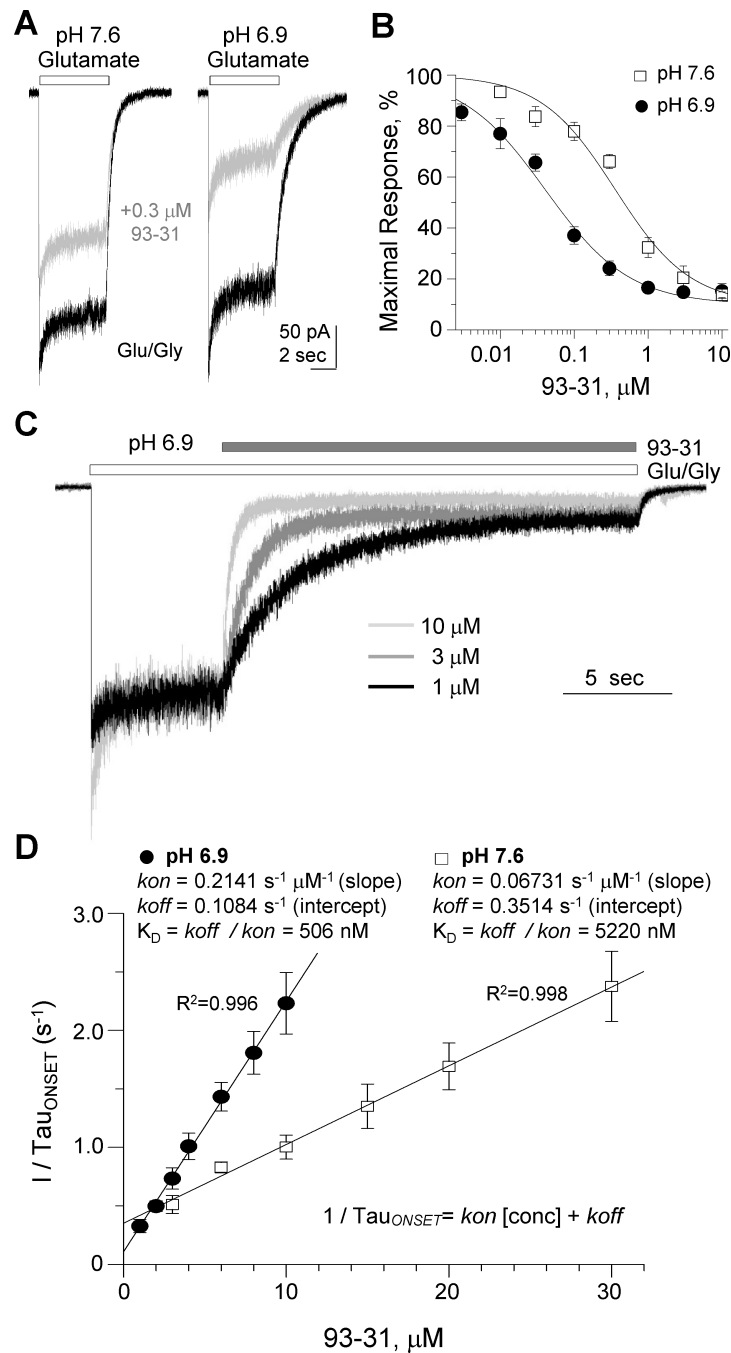 A
pH 7.6
Glutamate
pH 6.9
Glutamate
+0.3 µM
93-31
Glu/Gly
50 pA
2 sec
B
pH 7.6
pH 6.9
Maximal Response, %
100
80
60
40
20
0
0.01
0.1
1
10
93-31, µM
C
pH 6.9
93-31
Glu/Gly
10 µM
3 µM
1 µM
5 sec
D
pH 6.9
kon = 0.2141 s⁻¹ µM⁻¹ (slope)
koff = 0.1084 s⁻¹ (intercept)
K_D = koff / kon = 506 nM
pH 7.6
kon = 0.06731 s⁻¹ µM⁻¹ (slope)
koff = 0.3514 s⁻¹ (intercept)
K_D = koff / kon = 5220 nM
R²=0.996
R²=0.998
I / Tau_ONSET (s⁻¹)
3.0
2.0
1.0
0
1 / Tau_ONSET= kon [conc] + koff
0
10
20
30
93-31, µM